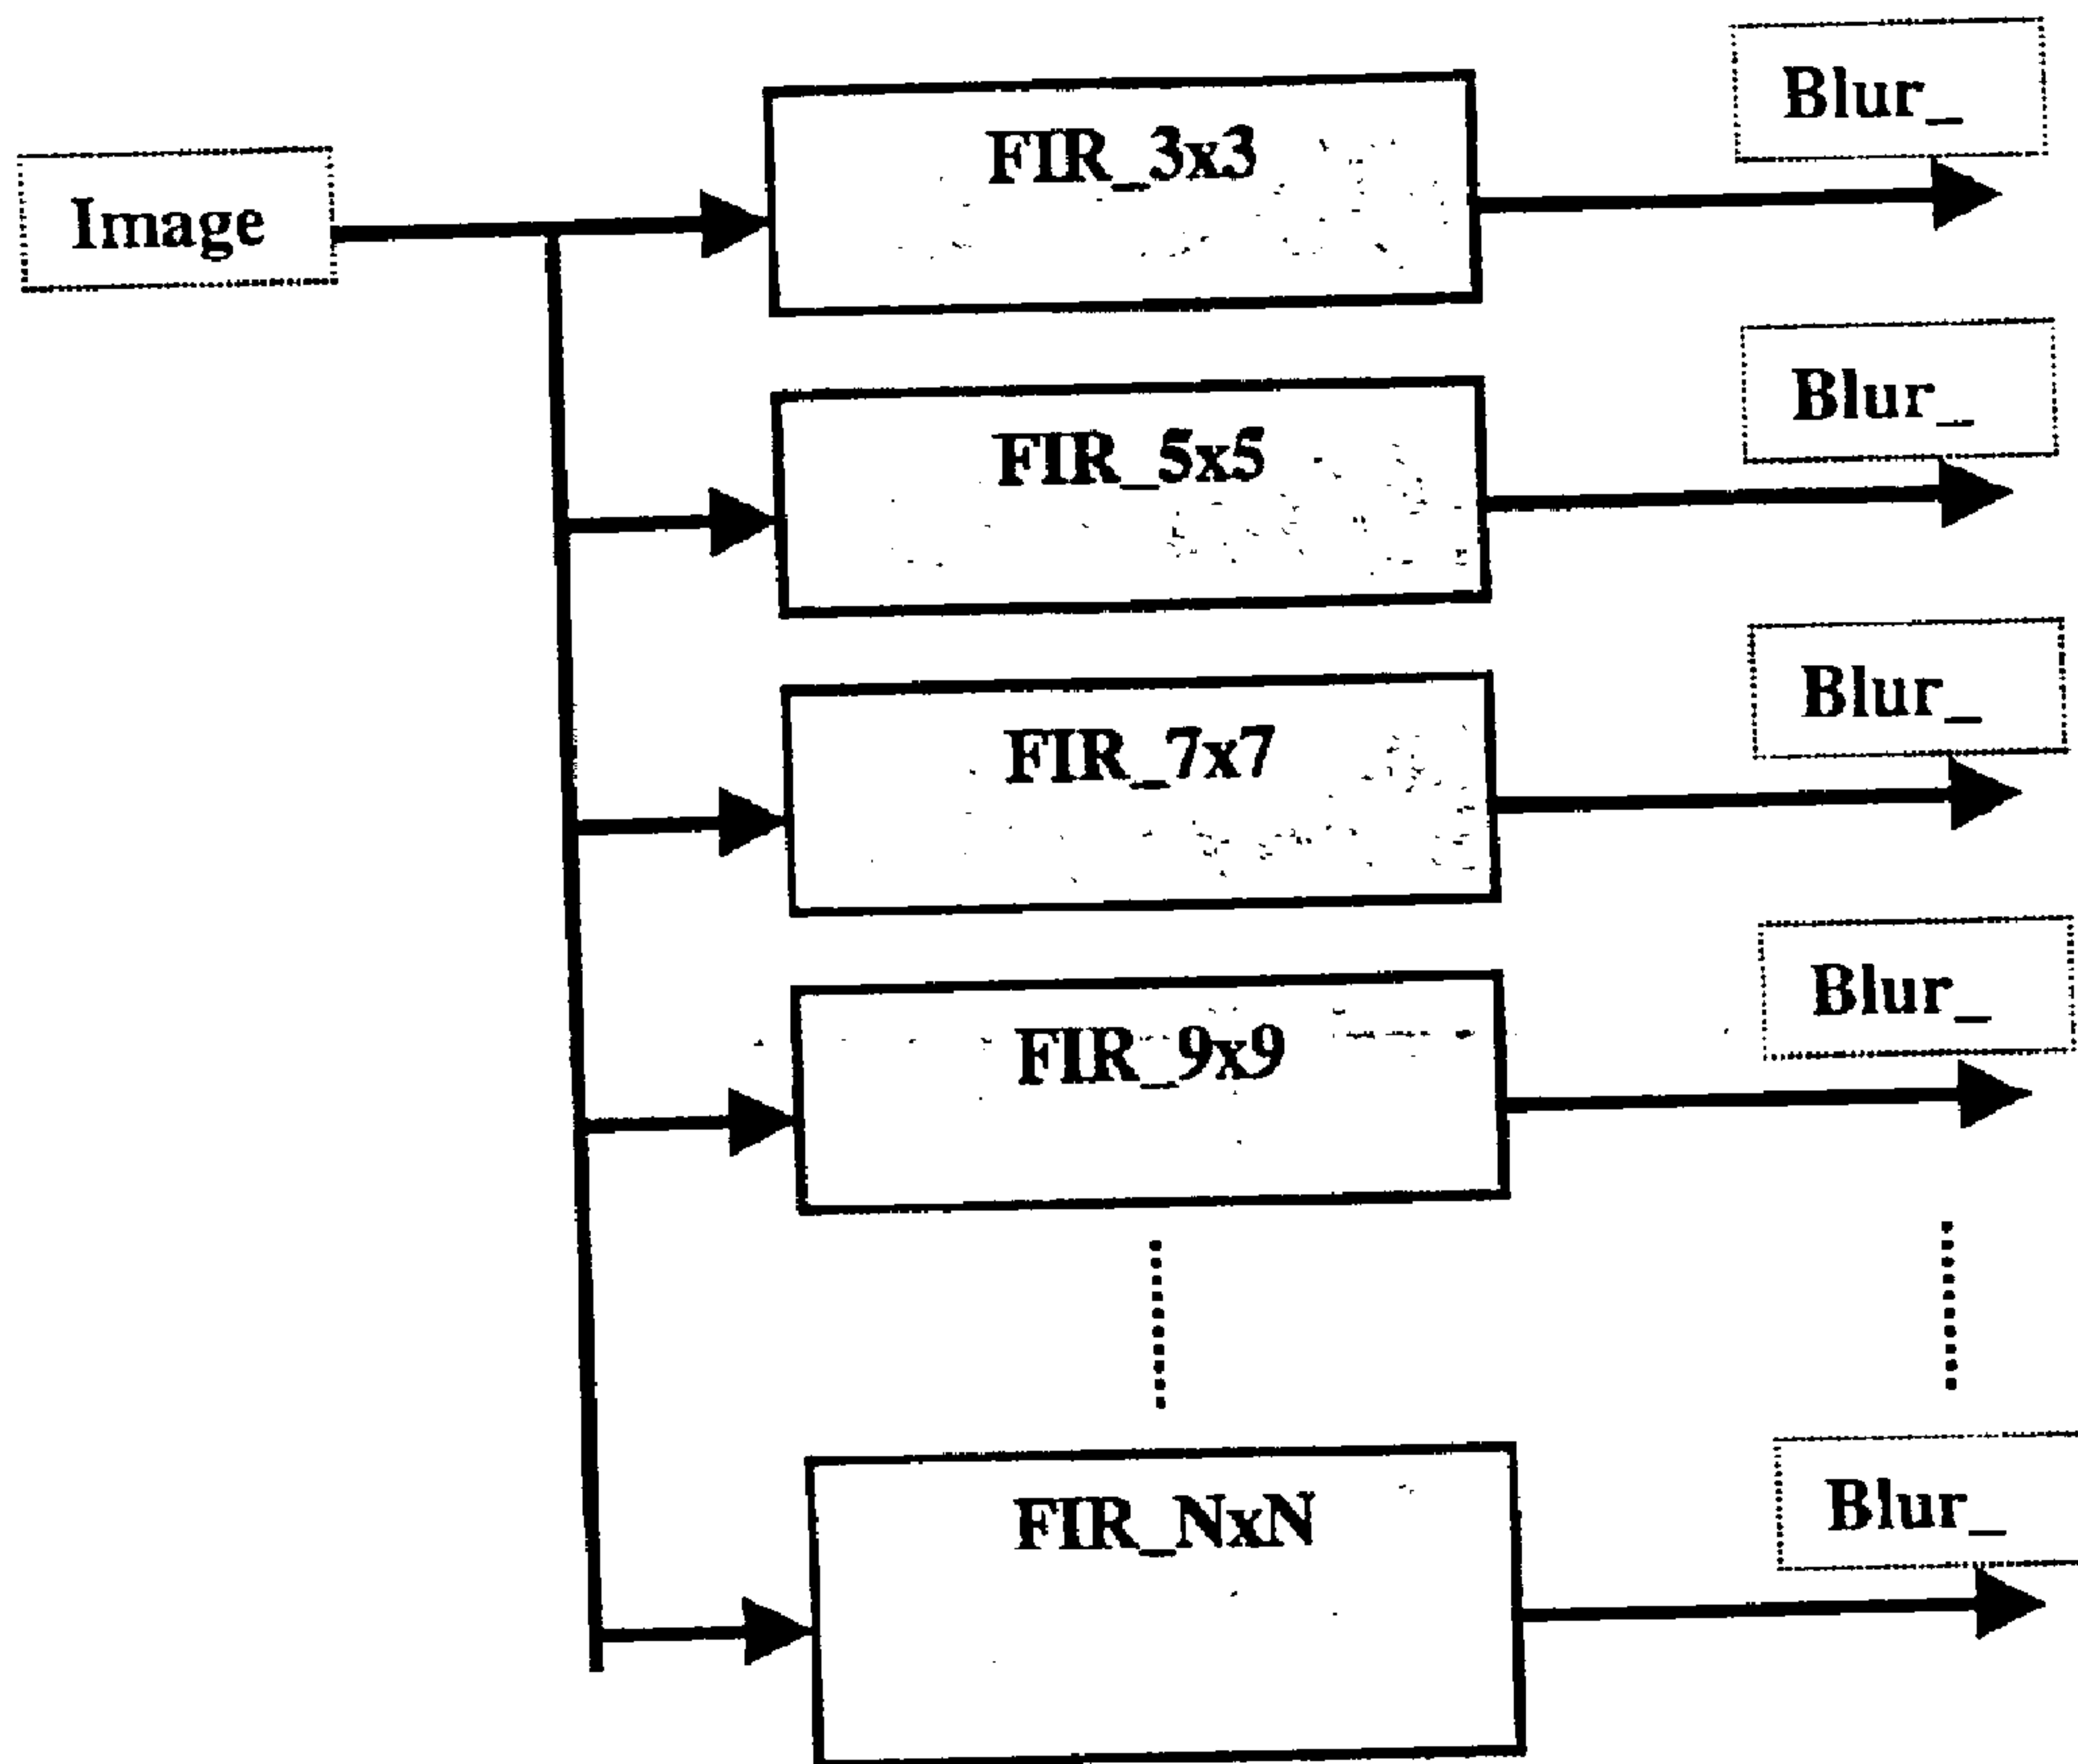 Blur_
FIR_3x3
Image
Blur_
FIR_5x5
Blur_
FIR_7x7
Blur_
FIR_9x9
Blur_
FIR_NxN